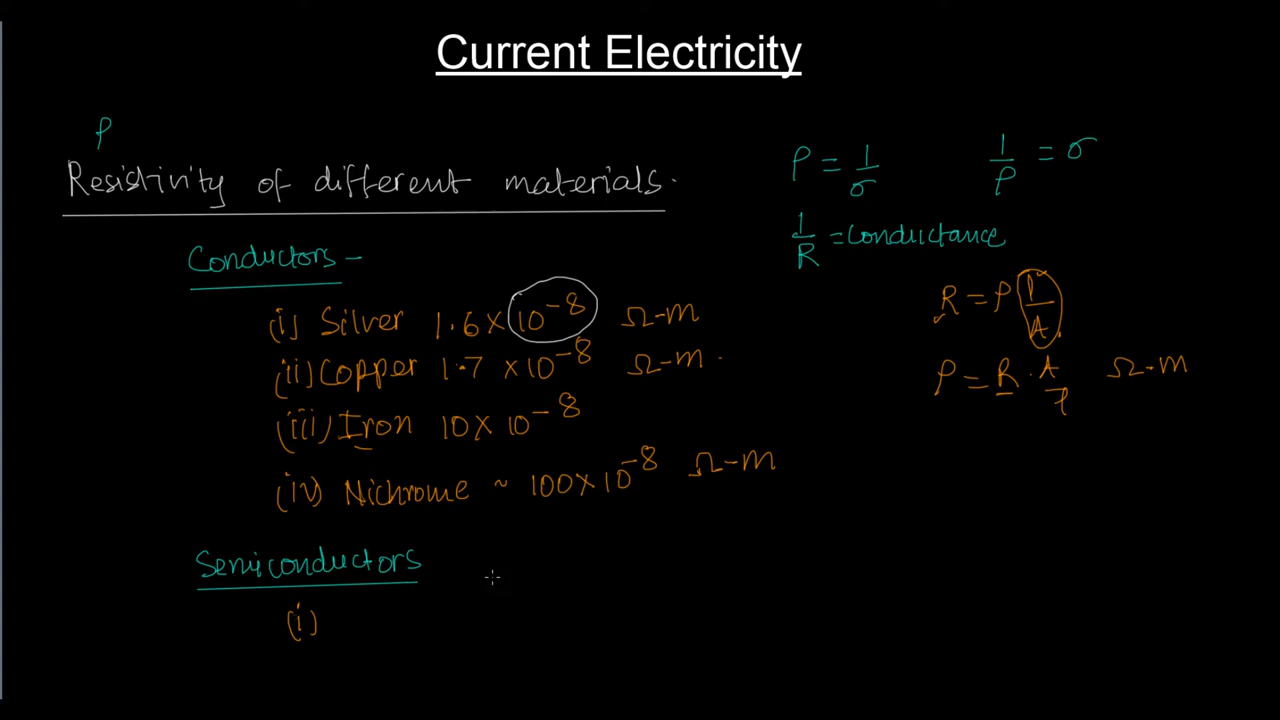 Current Electricity
ρ
Resistivity of different materials.
ρ = 1/σ
1/ρ = σ
1/R = conductance
Conductors -
(i) Silver 1.6 × 10⁻⁸ Ω-m
(ii) Copper 1.7 × 10⁻⁸ Ω-m.
(iii) Iron 10 × 10⁻⁸
(iv) Nichrome ~ 100 × 10⁻⁸ Ω-m
R = ρ l/A
ρ = R · A/l Ω-m
Semiconductors
(i)